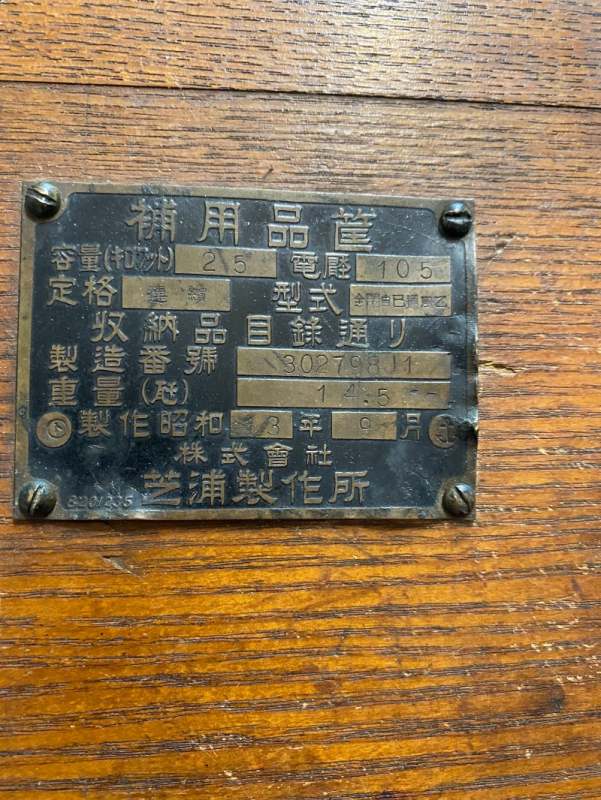 補用品筐
容量(キロワット) 25 電壓 105
定格 連續 型式
収納品目錄通リ
製造番號 302798J1
重量(瓩) 14.5
製作昭和 13 年 9 月
株式會社
芝浦製作所